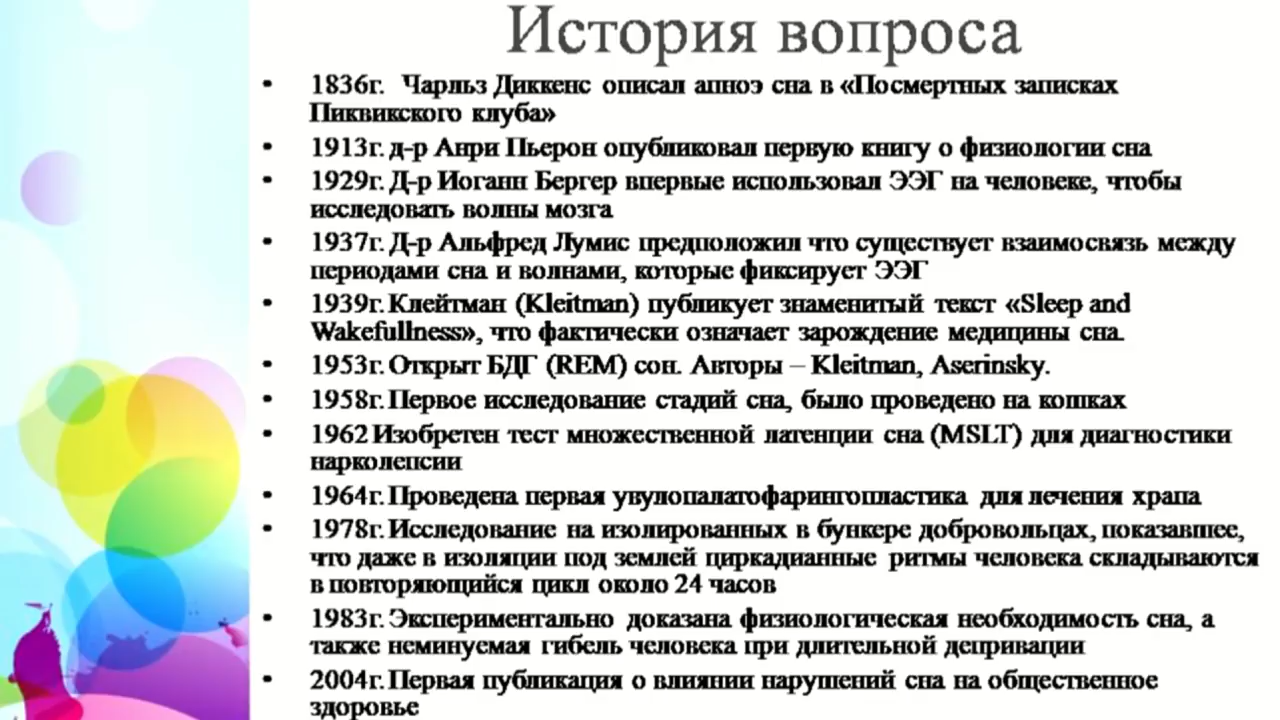 История вопроса
• 1836г. Чарльз Диккенс описал апноэ сна в «Посмертных записках
Пиквикского клуба»
• 1913г. д-р Анри Пьерон опубликовал первую книгу о физиологии сна
• 1929г. Д-р Иоганн Бергер впервые использовал ЭЭГ на человеке, чтобы
исследовать волны мозга
• 1937г. Д-р Альфред Лумис предположил что существует взаимосвязь между
периодами сна и волнами, которые фиксирует ЭЭГ
• 1939г. Клейтман (Kleitman) публикует знаменитый текст «Sleep and
Wakefullness», что фактически означает зарождение медицины сна.
• 1953г. Открыт БДГ (REM) сон. Авторы – Kleitman, Aserinsky.
• 1958г. Первое исследование стадий сна, было проведено на кошках
• 1962 Изобретен тест множественной латенции сна (MSLT) для диагностики
нарколепсии
• 1964г. Проведена первая увулопалатофарингопластика для лечения храпа
• 1978г. Исследование на изолированных в бункере добровольцах, показавшее,
что даже в изоляции под землей циркадианные ритмы человека складываются
в повторяющийся цикл около 24 часов
• 1983г. Экспериментально доказана физиологическая необходимость сна, а
также неминуемая гибель человека при длительной депривации
• 2004г. Первая публикация о влиянии нарушений сна на общественное
здоровье